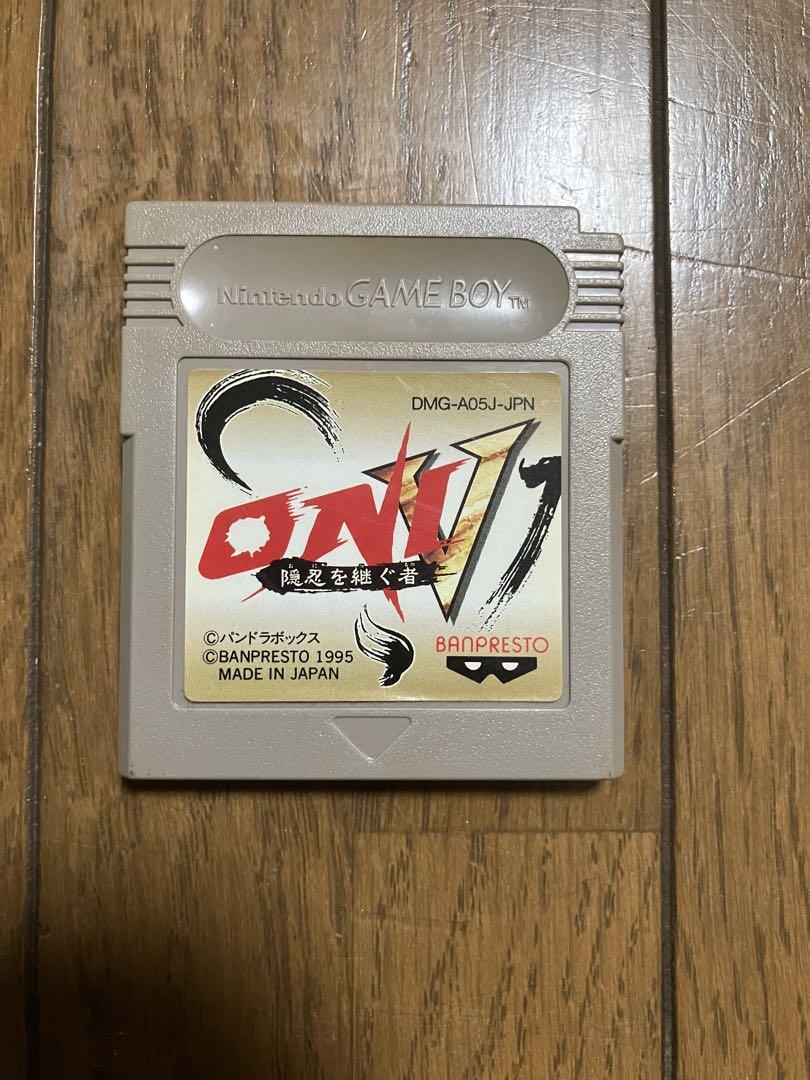 Nintendo GAME BOY™
DMG-A05J-JPN
ONI V
隠忍を継ぐ者
©パンドラボックス
©BANPRESTO 1995
MADE IN JAPAN
BANPRESTO